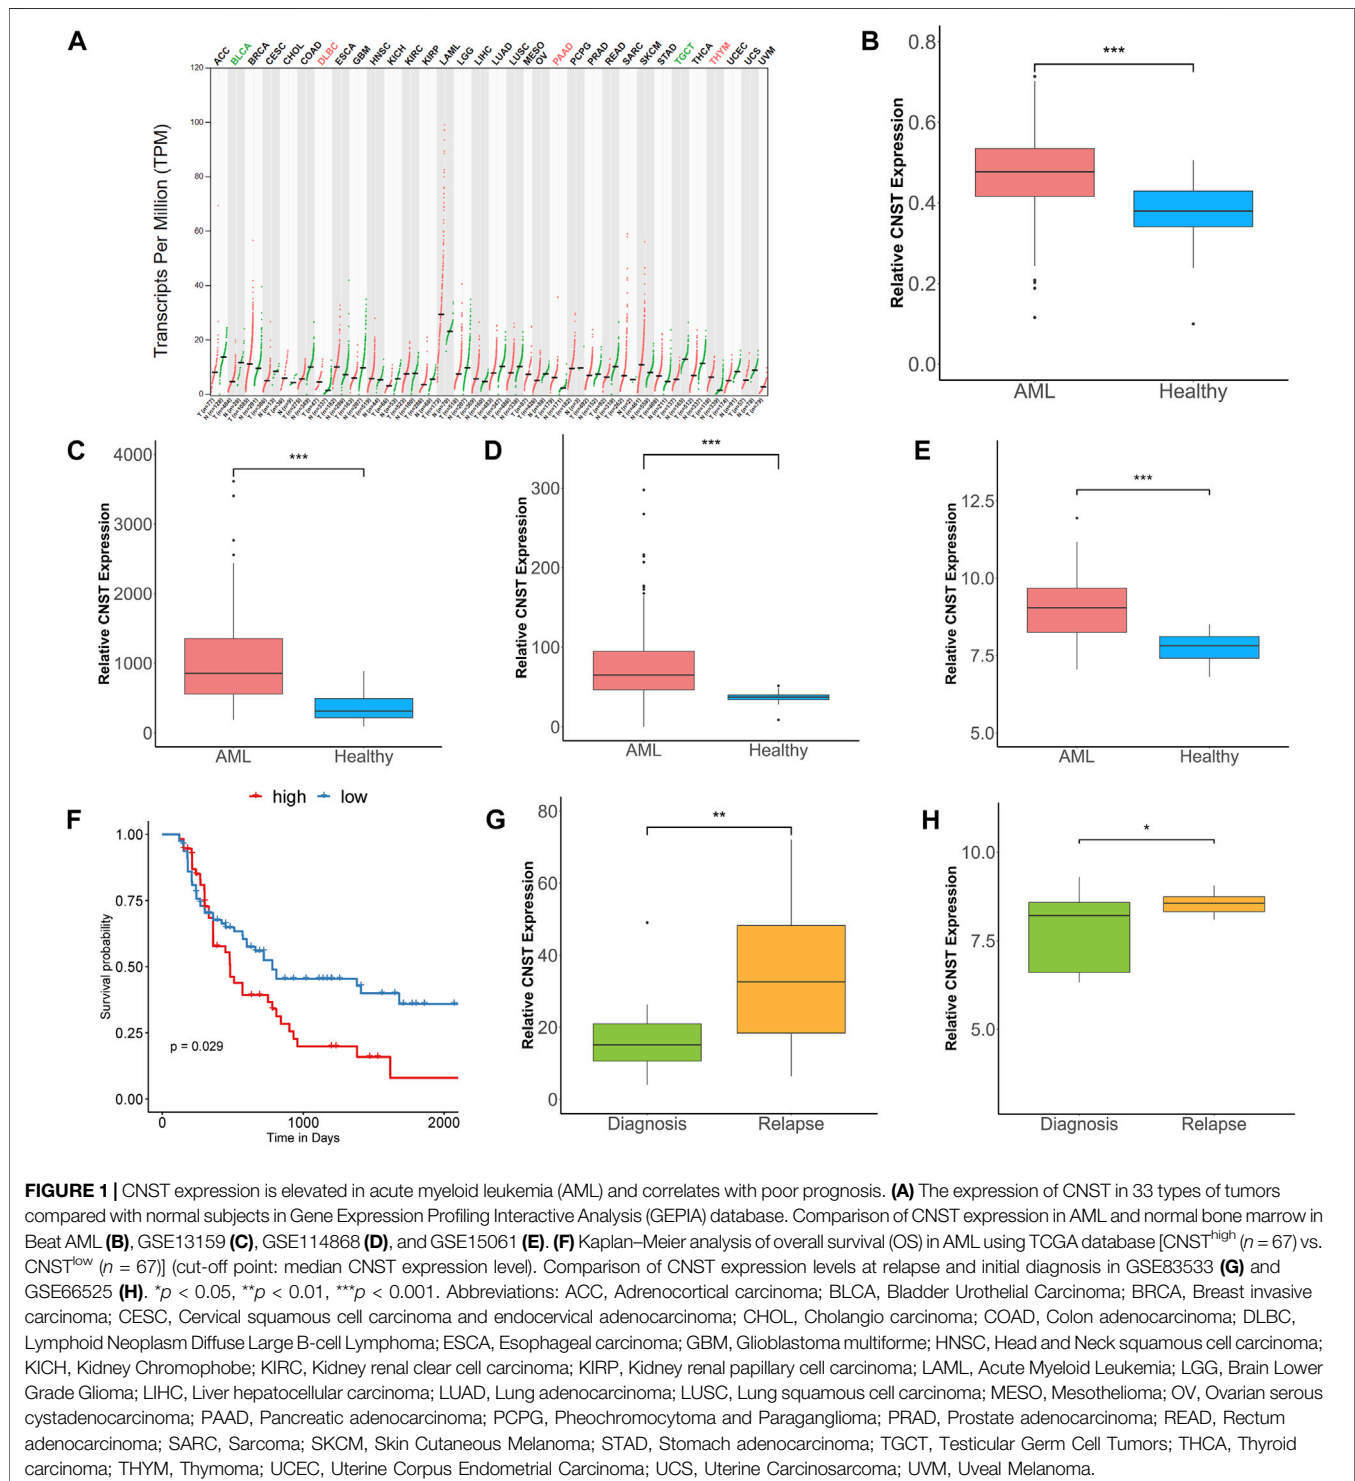 A
ACC BLCA BRCA CESC CHOL COAD DLBC ESCA GBM HNSC KICH KIRC KIRP LAML LGG LIHC LUAD LUSC MESO OV PAAD PCPG PRAD READ SARC SKCM STAD TGCT THCA THYM UCEC UCS UVM
Transcripts Per Million (TPM)
120
100
80
60
40
20
0
B
Relative CNST Expression
0.8
0.6
0.4
0.2
0.0
***
AML Healthy
C
Relative CNST Expression
4000
3000
2000
1000
0
***
AML Healthy
D
Relative CNST Expression
300
200
100
0
***
AML Healthy
E
Relative CNST Expression
12.5
10.0
7.5
5.0
***
AML Healthy
F
high low
Survival probability
1.00
0.75
0.50
0.25
0.00
p = 0.029
0 1000 2000
Time in Days
G
Relative CNST Expression
80
60
40
20
0
**
Diagnosis Relapse
H
Relative CNST Expression
10.0
7.5
5.0
*
Diagnosis Relapse
FIGURE 1 | CNST expression is elevated in acute myeloid leukemia (AML) and correlates with poor prognosis. (A) The expression of CNST in 33 types of tumors
compared with normal subjects in Gene Expression Profiling Interactive Analysis (GEPIA) database. Comparison of CNST expression in AML and normal bone marrow in
Beat AML (B), GSE13159 (C), GSE114868 (D), and GSE15061 (E). (F) Kaplan–Meier analysis of overall survival (OS) in AML using TCGA database [CNSTʰⁱᵍʰ (n = 67) vs.
CNSTˡᵒʷ (n = 67)] (cut-off point: median CNST expression level). Comparison of CNST expression levels at relapse and initial diagnosis in GSE83533 (G) and
GSE66525 (H). *p < 0.05, **p < 0.01, ***p < 0.001. Abbreviations: ACC, Adrenocortical carcinoma; BLCA, Bladder Urothelial Carcinoma; BRCA, Breast invasive
carcinoma; CESC, Cervical squamous cell carcinoma and endocervical adenocarcinoma; CHOL, Cholangio carcinoma; COAD, Colon adenocarcinoma; DLBC,
Lymphoid Neoplasm Diffuse Large B-cell Lymphoma; ESCA, Esophageal carcinoma; GBM, Glioblastoma multiforme; HNSC, Head and Neck squamous cell carcinoma;
KICH, Kidney Chromophobe; KIRC, Kidney renal clear cell carcinoma; KIRP, Kidney renal papillary cell carcinoma; LAML, Acute Myeloid Leukemia; LGG, Brain Lower
Grade Glioma; LIHC, Liver hepatocellular carcinoma; LUAD, Lung adenocarcinoma; LUSC, Lung squamous cell carcinoma; MESO, Mesothelioma; OV, Ovarian serous
cystadenocarcinoma; PAAD, Pancreatic adenocarcinoma; PCPG, Pheochromocytoma and Paraganglioma; PRAD, Prostate adenocarcinoma; READ, Rectum
adenocarcinoma; SARC, Sarcoma; SKCM, Skin Cutaneous Melanoma; STAD, Stomach adenocarcinoma; TGCT, Testicular Germ Cell Tumors; THCA, Thyroid
carcinoma; THYM, Thymoma; UCEC, Uterine Corpus Endometrial Carcinoma; UCS, Uterine Carcinosarcoma; UVM, Uveal Melanoma.